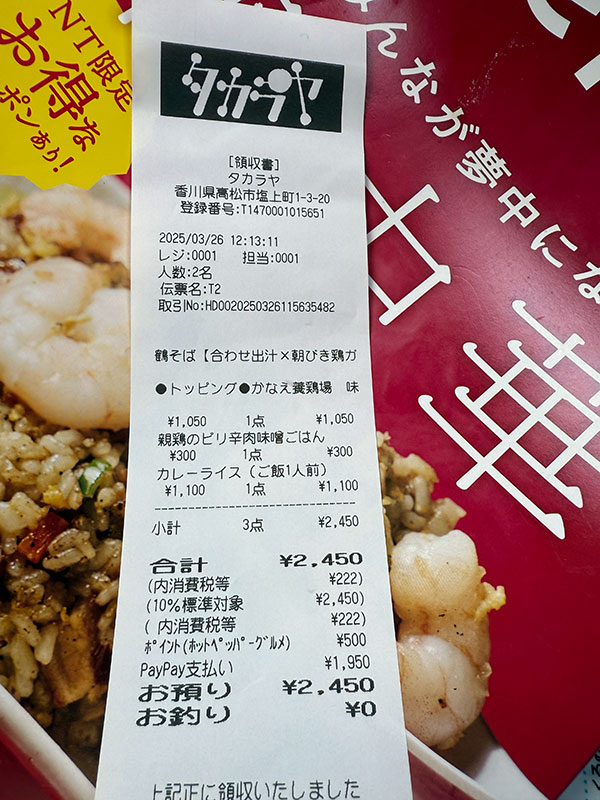 NT限定
お得な
ポンあり!
んなが夢中にな
中華
タカラヤ
[領収書]
タカラヤ
香川県高松市塩上町1-3-20
登録番号:T1470001015651
2025/03/26 12:13:11
レジ:0001 担当:0001
人数:2名
伝票名:T2
取引No:HD0020250326115635482
鶴そば【合わせ出汁×朝びき鶏ガ
●トッピング●かなえ養鶏場 味
¥1,050 1点 ¥1,050
親鶏のピリ辛肉味噌ごはん
¥300 1点 ¥300
カレーライス(ご飯1人前)
¥1,100 1点 ¥1,100
小計 3点 ¥2,450
合計 ¥2,450
(内消費税等 ¥222)
(10%標準対象 ¥2,450)
( 内消費税等 ¥222)
ポイント(ホットペッパーグルメ) ¥500
PayPay支払い ¥1,950
お預り ¥2,450
お釣り ¥0
上記正に領収いたしました